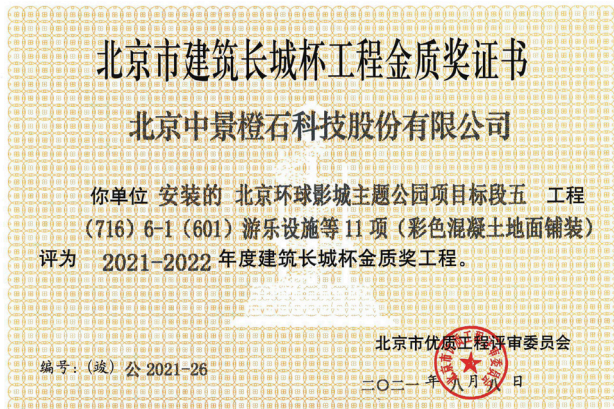 北京市建筑长城杯工程金质奖证书
北京中景橙石科技股份有限公司
你单位 安装的 北京环球影城主题公园项目标段五 工程
(716) 6-1 (601) 游乐设施等 11 项 (彩色混凝土地面铺装)
评为 2021-2022 年度建筑长城杯金质奖工程。
北京市优质工程评审委员会
编号:(竣) 公 2021-26
二〇二一 年 八 月 八 日